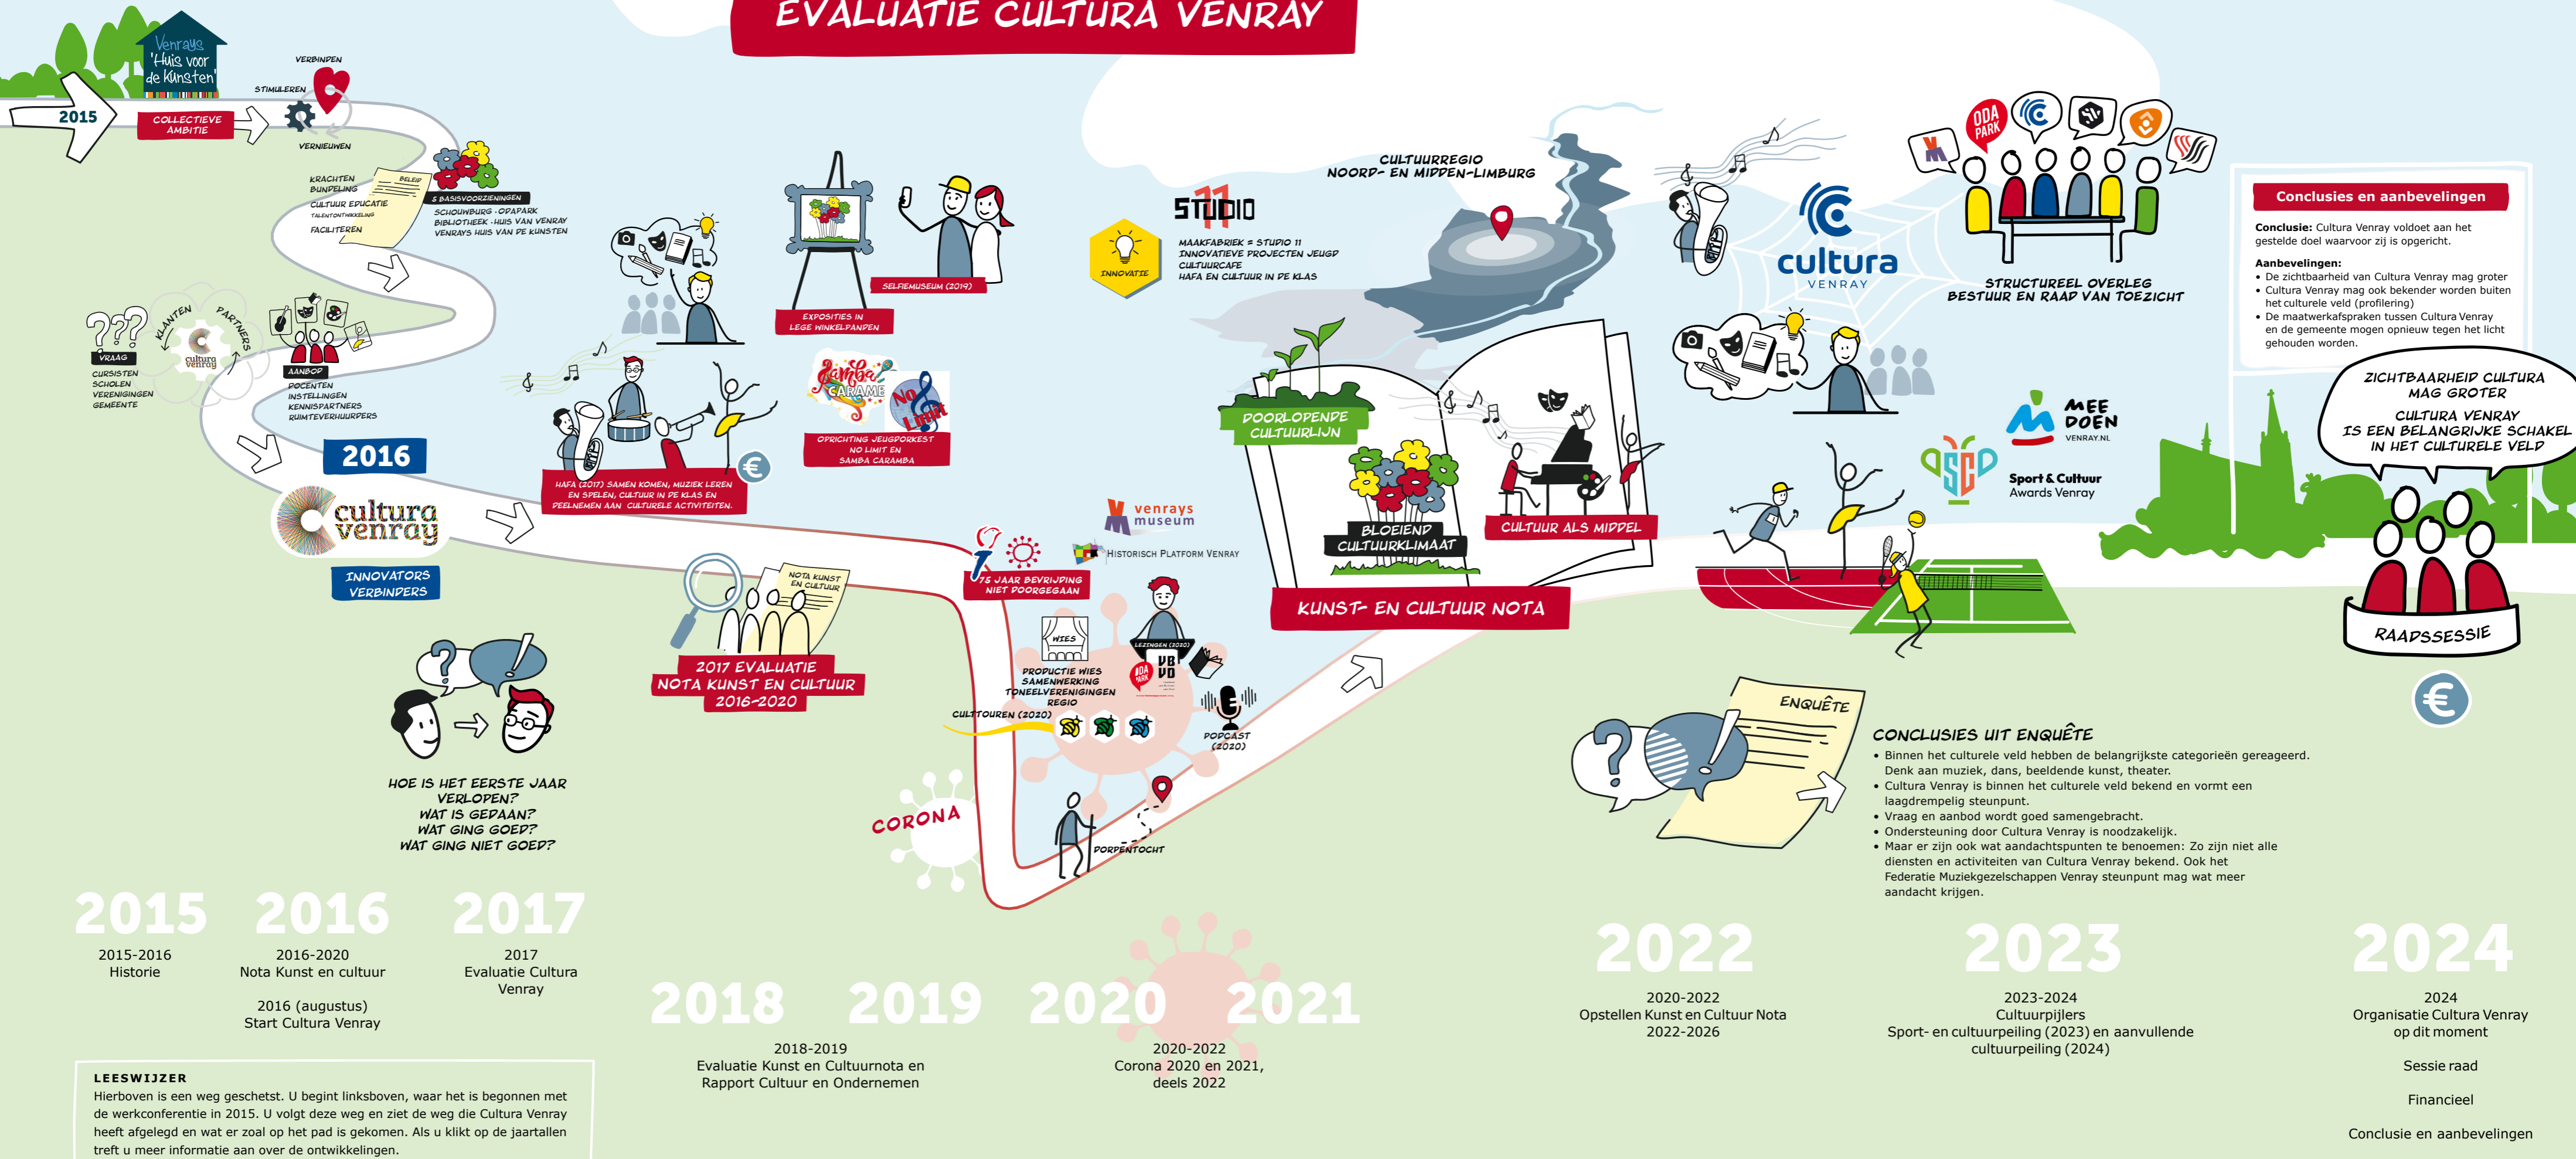 EVALUATIE CULTURA VENRAY
Venrays
'Huis voor
de Kunsten'
2015
COLLECTIEVE
AMBITIE
VERBINDEN
STIMULEREN
VERNIEUWEN
KRACHTEN
BUNDELING
CULTUUR EDUCATIE
TALENTONTWIKKELING
FACILITEREN
BELEID
5 BASISVOORZIENINGEN
SCHOUWBURG - ODAPARK
BIBLIOTHEEK - HUIS VAN VENRAY
VENRAYS HUIS VAN DE KUNSTEN
???
VRAAG
CURSISTEN
SCHOLEN
VERENIGINGEN
GEMEENTE
KLANTEN
PARTNERS
cultura
venray
AANBOD
DOCENTEN
INSTELLINGEN
KENNISPARTNERS
RUIMTEVERHUURDERS
2016
cultura
venray
INNOVATORS
VERBINDERS
? !
HOE IS HET EERSTE JAAR
VERLOPEN?
WAT IS GEDAAN?
WAT GING GOED?
WAT GING NIET GOED?
HAFA (2017) SAMEN KOMEN, MUZIEK LEREN
EN SPELEN, CULTUUR IN DE KLAS EN
DEELNEMEN AAN CULTURELE ACTIVITEITEN.
€
EXPOSITIES IN
LEGE WINKELPANDEN
SELFIEMUSEUM (2019)
Samba
CARAME
No
Limit
OPRICHTING JEUGDORKEST
NO LIMIT EN
SAMBA CARAMBA
NOTA KUNST
EN CULTUUR
2017 EVALUATIE
NOTA KUNST EN CULTUUR
2016-2020
INNOVATIE
STUDIO
11
MAAKFABRIEK = STUDIO 11
INNOVATIEVE PROJECTEN JEUGD
CULTUURCAFE
HAFA EN CULTUUR IN DE KLAS
venrays
museum
HISTORISCH PLATFORM VENRAY
75 JAAR BEVRIJDING
NIET DOORGEGAAN
WIES
PRODUCTIE WIES
SAMENWERKING
TONEELVERENIGINGEN
REGIO
LEZINGEN (2020)
ODA
PARK
VB
VD
CULTTOUREN (2020)
PODCAST
(2020)
CORONA
DORPENTOCHT
CULTUURREGIO
NOORD- EN MIDDEN-LIMBURG
DOORLOPENDE
CULTUURLIJN
BLOEIEND
CULTUURKLIMAAT
CULTUUR ALS MIDDEL
KUNST- EN CULTUUR NOTA
cultura
VENRAY
ODA
PARK
STRUCTUREEL OVERLEG
BESTUUR EN RAAD VAN TOEZICHT
MEE
DOEN
VENRAY.NL
SCP
Sport & Cultuur
Awards Venray
Conclusies en aanbevelingen
Conclusie: Cultura Venray voldoet aan het
gestelde doel waarvoor zij is opgericht.
Aanbevelingen:
• De zichtbaarheid van Cultura Venray mag groter
• Cultura Venray mag ook bekender worden buiten
het culturele veld (profilering)
• De maatwerkafspraken tussen Cultura Venray
en de gemeente mogen opnieuw tegen het licht
gehouden worden.
ZICHTBAARHEID CULTURA
MAG GROTER
CULTURA VENRAY
IS EEN BELANGRIJKE SCHAKEL
IN HET CULTURELE VELD
RAADSSESSIE
€
? !
ENQUÊTE
CONCLUSIES UIT ENQUÊTE
• Binnen het culturele veld hebben de belangrijkste categorieën gereageerd.
Denk aan muziek, dans, beeldende kunst, theater.
• Cultura Venray is binnen het culturele veld bekend en vormt een
laagdrempelig steunpunt.
• Vraag en aanbod wordt goed samengebracht.
• Ondersteuning door Cultura Venray is noodzakelijk.
• Maar er zijn ook wat aandachtspunten te benoemen: Zo zijn niet alle
diensten en activiteiten van Cultura Venray bekend. Ook het
Federatie Muziekgezelschappen Venray steunpunt mag wat meer
aandacht krijgen.
2015
2015-2016
Historie
2016
2016-2020
Nota Kunst en cultuur
2016 (augustus)
Start Cultura Venray
2017
2017
Evaluatie Cultura
Venray
2018 2019
2018-2019
Evaluatie Kunst en Cultuurnota en
Rapport Cultuur en Ondernemen
2020 2021
2020-2022
Corona 2020 en 2021,
deels 2022
2022
2020-2022
Opstellen Kunst en Cultuur Nota
2022-2026
2023
2023-2024
Cultuurpijlers
Sport- en cultuurpeiling (2023) en aanvullende
cultuurpeiling (2024)
2024
2024
Organisatie Cultura Venray
op dit moment
Sessie raad
Financieel
Conclusie en aanbevelingen
LEESWIJZER
Hierboven is een weg geschetst. U begint linksboven, waar het is begonnen met
de werkconferentie in 2015. U volgt deze weg en ziet de weg die Cultura Venray
heeft afgelegd en wat er zoal op het pad is gekomen. Als u klikt op de jaartallen
treft u meer informatie aan over de ontwikkelingen.